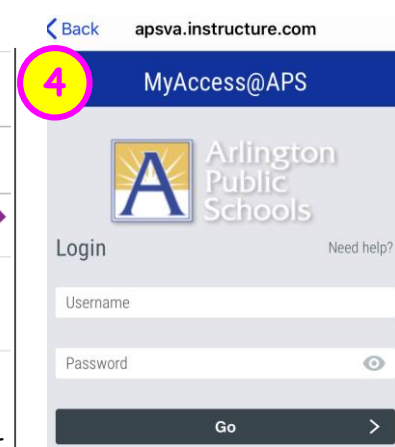 Back apsva.instructure.com
4 MyAccess@APS
A Arlington
Public
Schools
Login Need help?
Username
Password
Go